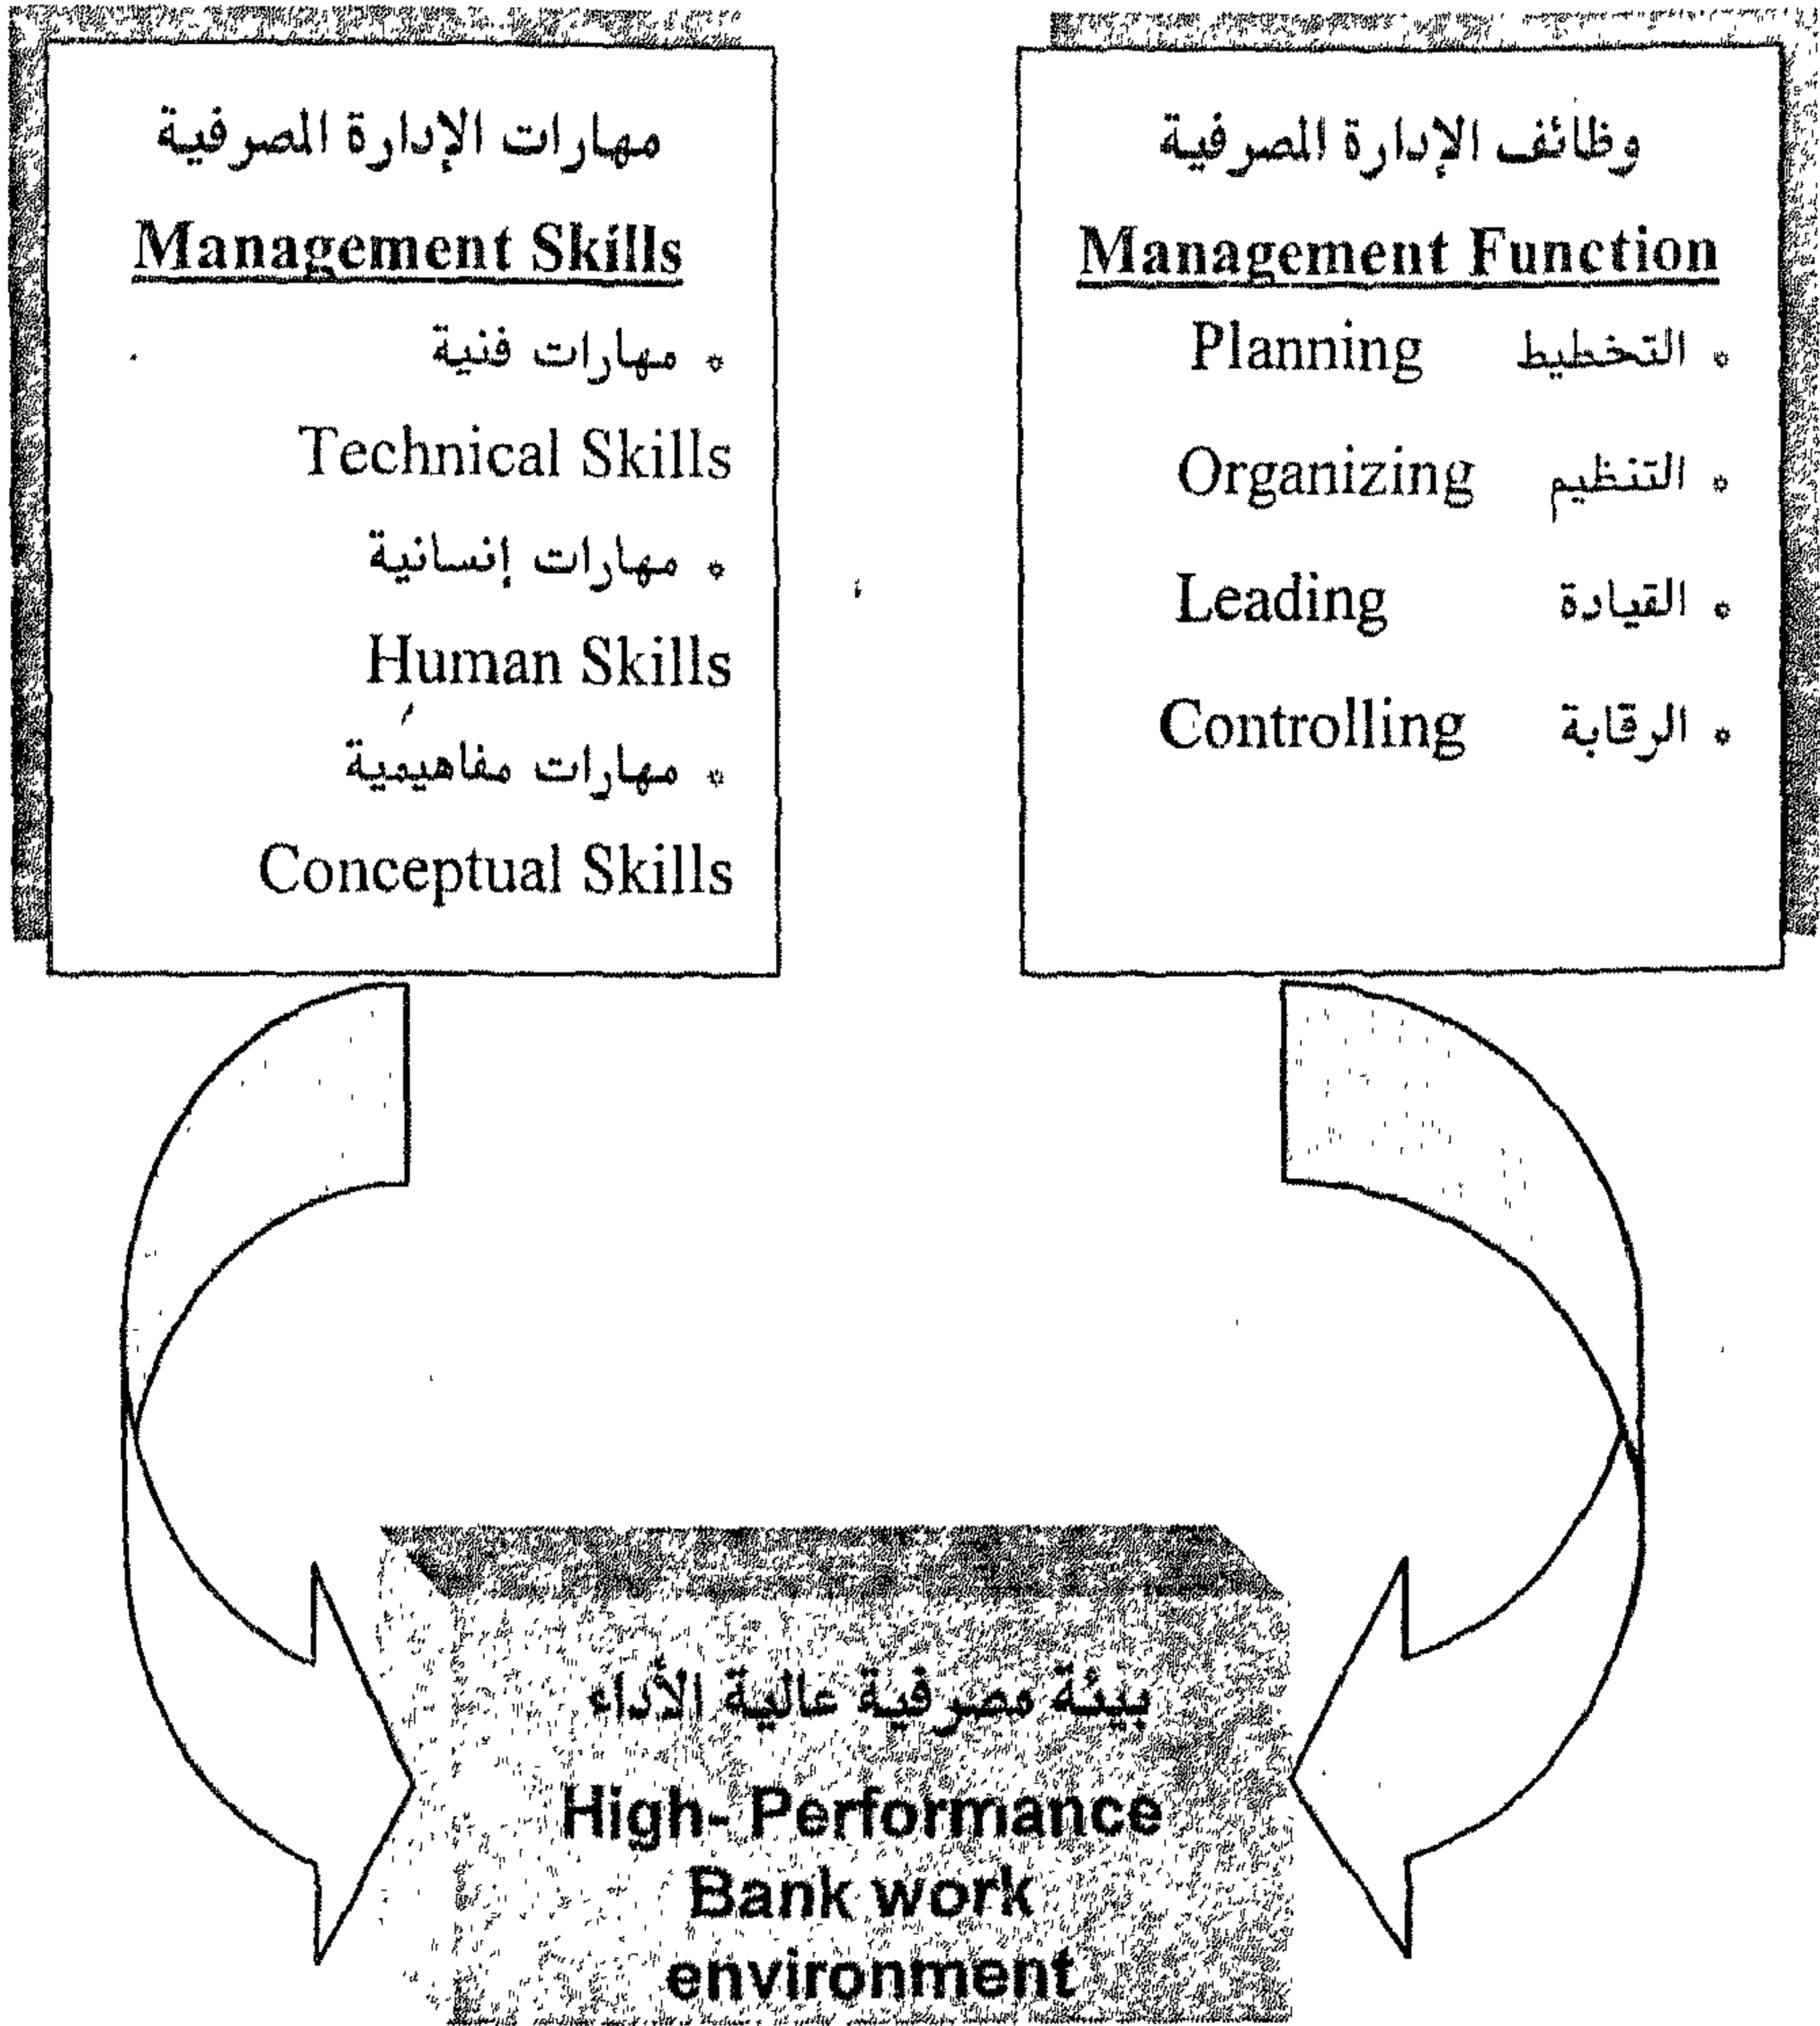 وظائف الإدارة المصرفية
Management Function
* التخطيط Planning
* التنظيم Organizing
* القيادة Leading
* الرقابة Controlling
مهارات الإدارة المصرفية
Management Skills
* مهارات فنية
Technical Skills
* مهارات إنسانية
Human Skills
* مهارات مفاهيمية
Conceptual Skills
بيئة مصرفية عالية الأداء
High- Performance
Bank work
environment